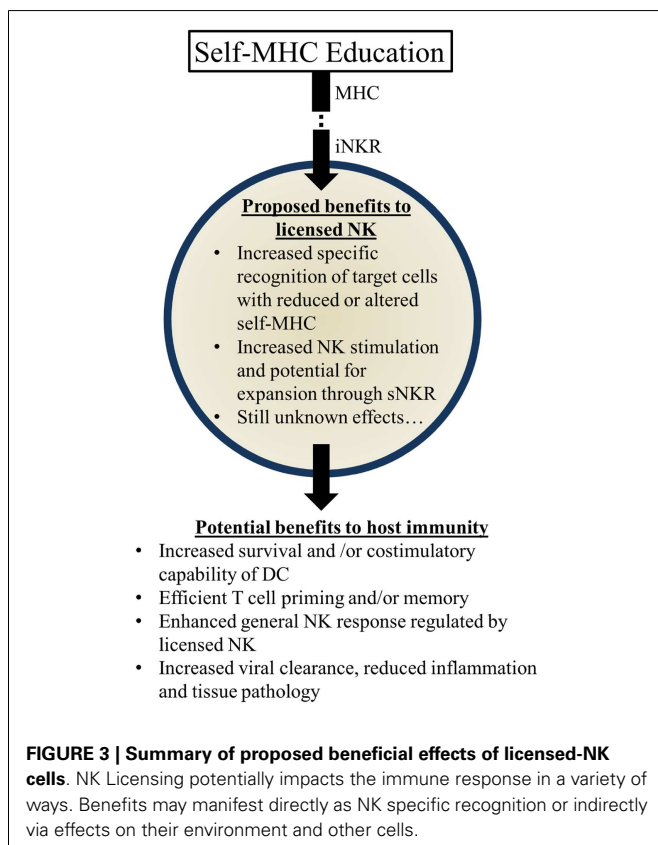 Self-MHC Education
MHC
iNKR
Proposed benefits to
licensed NK
• Increased specific
recognition of target cells
with reduced or altered
self-MHC
• Increased NK stimulation
and potential for
expansion through sNKR
• Still unknown effects…
Potential benefits to host immunity
• Increased survival and /or costimulatory
capability of DC
• Efficient T cell priming and/or memory
• Enhanced general NK response regulated by
licensed NK
• Increased viral clearance, reduced inflammation
and tissue pathology
FIGURE 3 | Summary of proposed beneficial effects of licensed-NK
cells. NK Licensing potentially impacts the immune response in a variety of
ways. Benefits may manifest directly as NK specific recognition or indirectly
via effects on their environment and other cells.